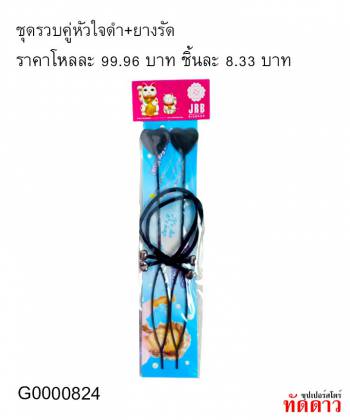 ชุดรวบคู่หัวใจดำ+ยางรัด
ราคาโหลละ 99.96 บาท ชิ้นละ 8.33 บาท
JRB
G0000824
ซุปเปอร์สโตร์
ทัดดาว